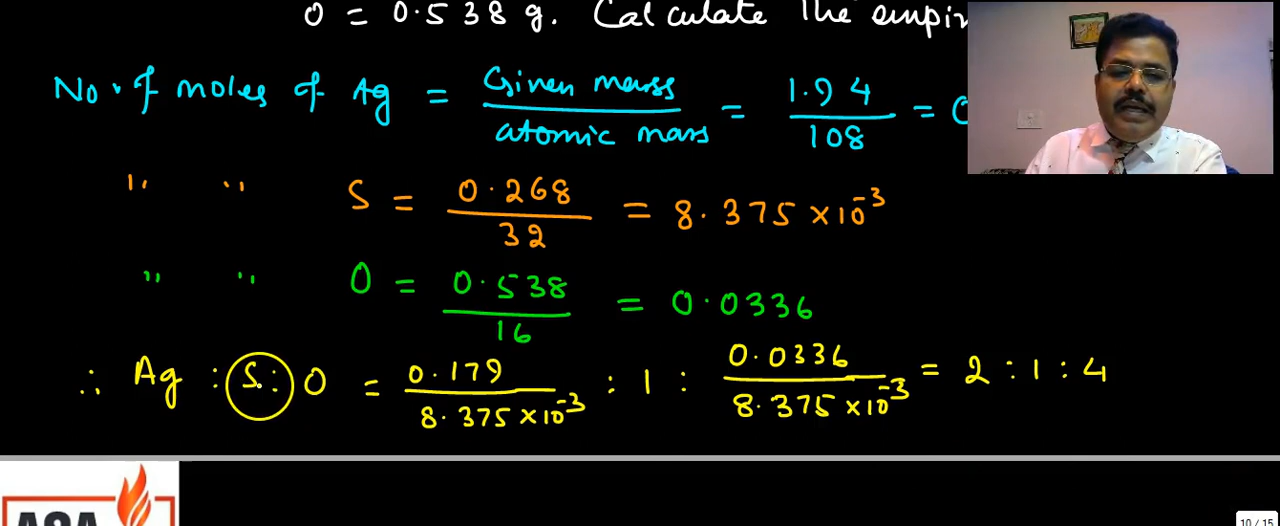 O = 0.538 g. Calculate The empir
No. of moles of Ag = Given mass / atomic mass = 1.94 / 108 = 0
" " S = 0.268 / 32 = 8.375 × 10⁻³
" " O = 0.538 / 16 = 0.0336
∴ Ag : S : O = 0.179 / 8.375 × 10⁻³ : 1 : 0.0336 / 8.375 × 10⁻³ = 2 : 1 : 4
10 / 15